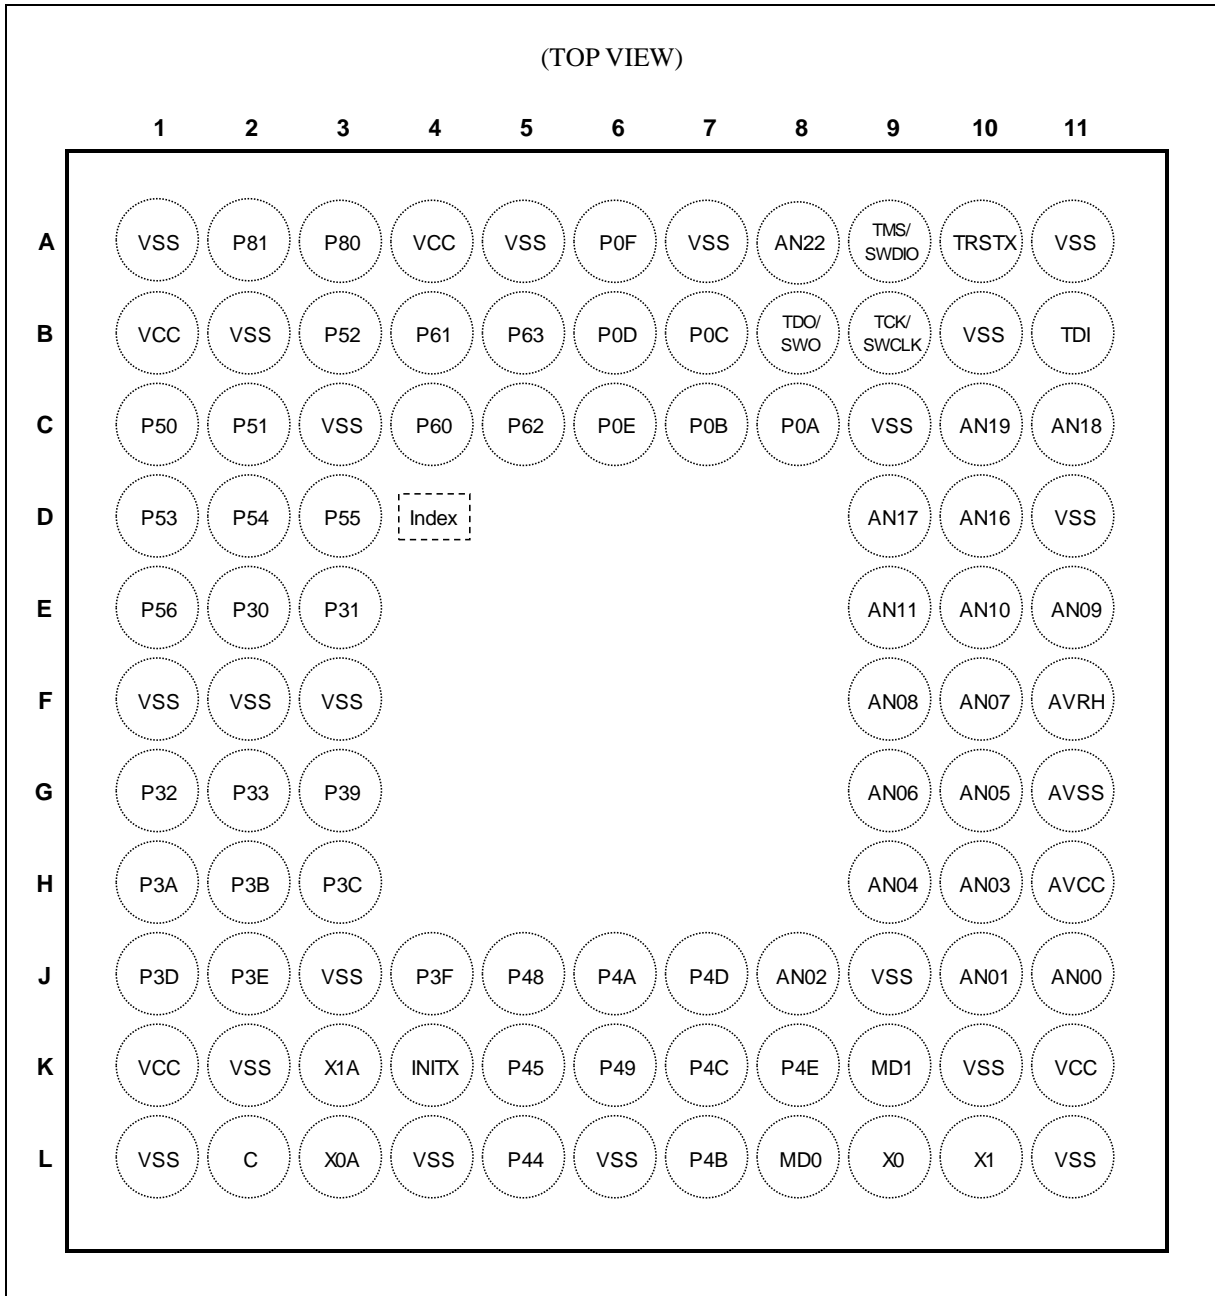 (TOP VIEW)
1 2 3 4 5 6 7 8 9 10 11
A VSS P81 P80 VCC VSS P0F VSS AN22 TMS/ SWDIO TRSTX VSS
B VCC VSS P52 P61 P63 P0D P0C TDO/ SWO TCK/ SWCLK VSS TDI
C P50 P51 VSS P60 P62 P0E P0B P0A VSS AN19 AN18
D P53 P54 P55 Index AN17 AN16 VSS
E P56 P30 P31 AN11 AN10 AN09
F VSS VSS VSS AN08 AN07 AVRH
G P32 P33 P39 AN06 AN05 AVSS
H P3A P3B P3C AN04 AN03 AVCC
J P3D P3E VSS P3F P48 P4A P4D AN02 VSS AN01 AN00
K VCC VSS X1A INITX P45 P49 P4C P4E MD1 VSS VCC
L VSS C X0A VSS P44 VSS P4B MD0 X0 X1 VSS